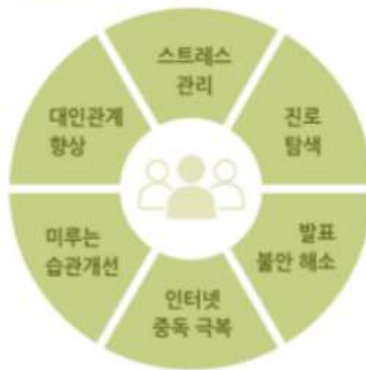 스트레스
관리
진로
탐색
발표
불안 해소
인터넷
중독 극복
미루는
습관개선
대인관계
향상